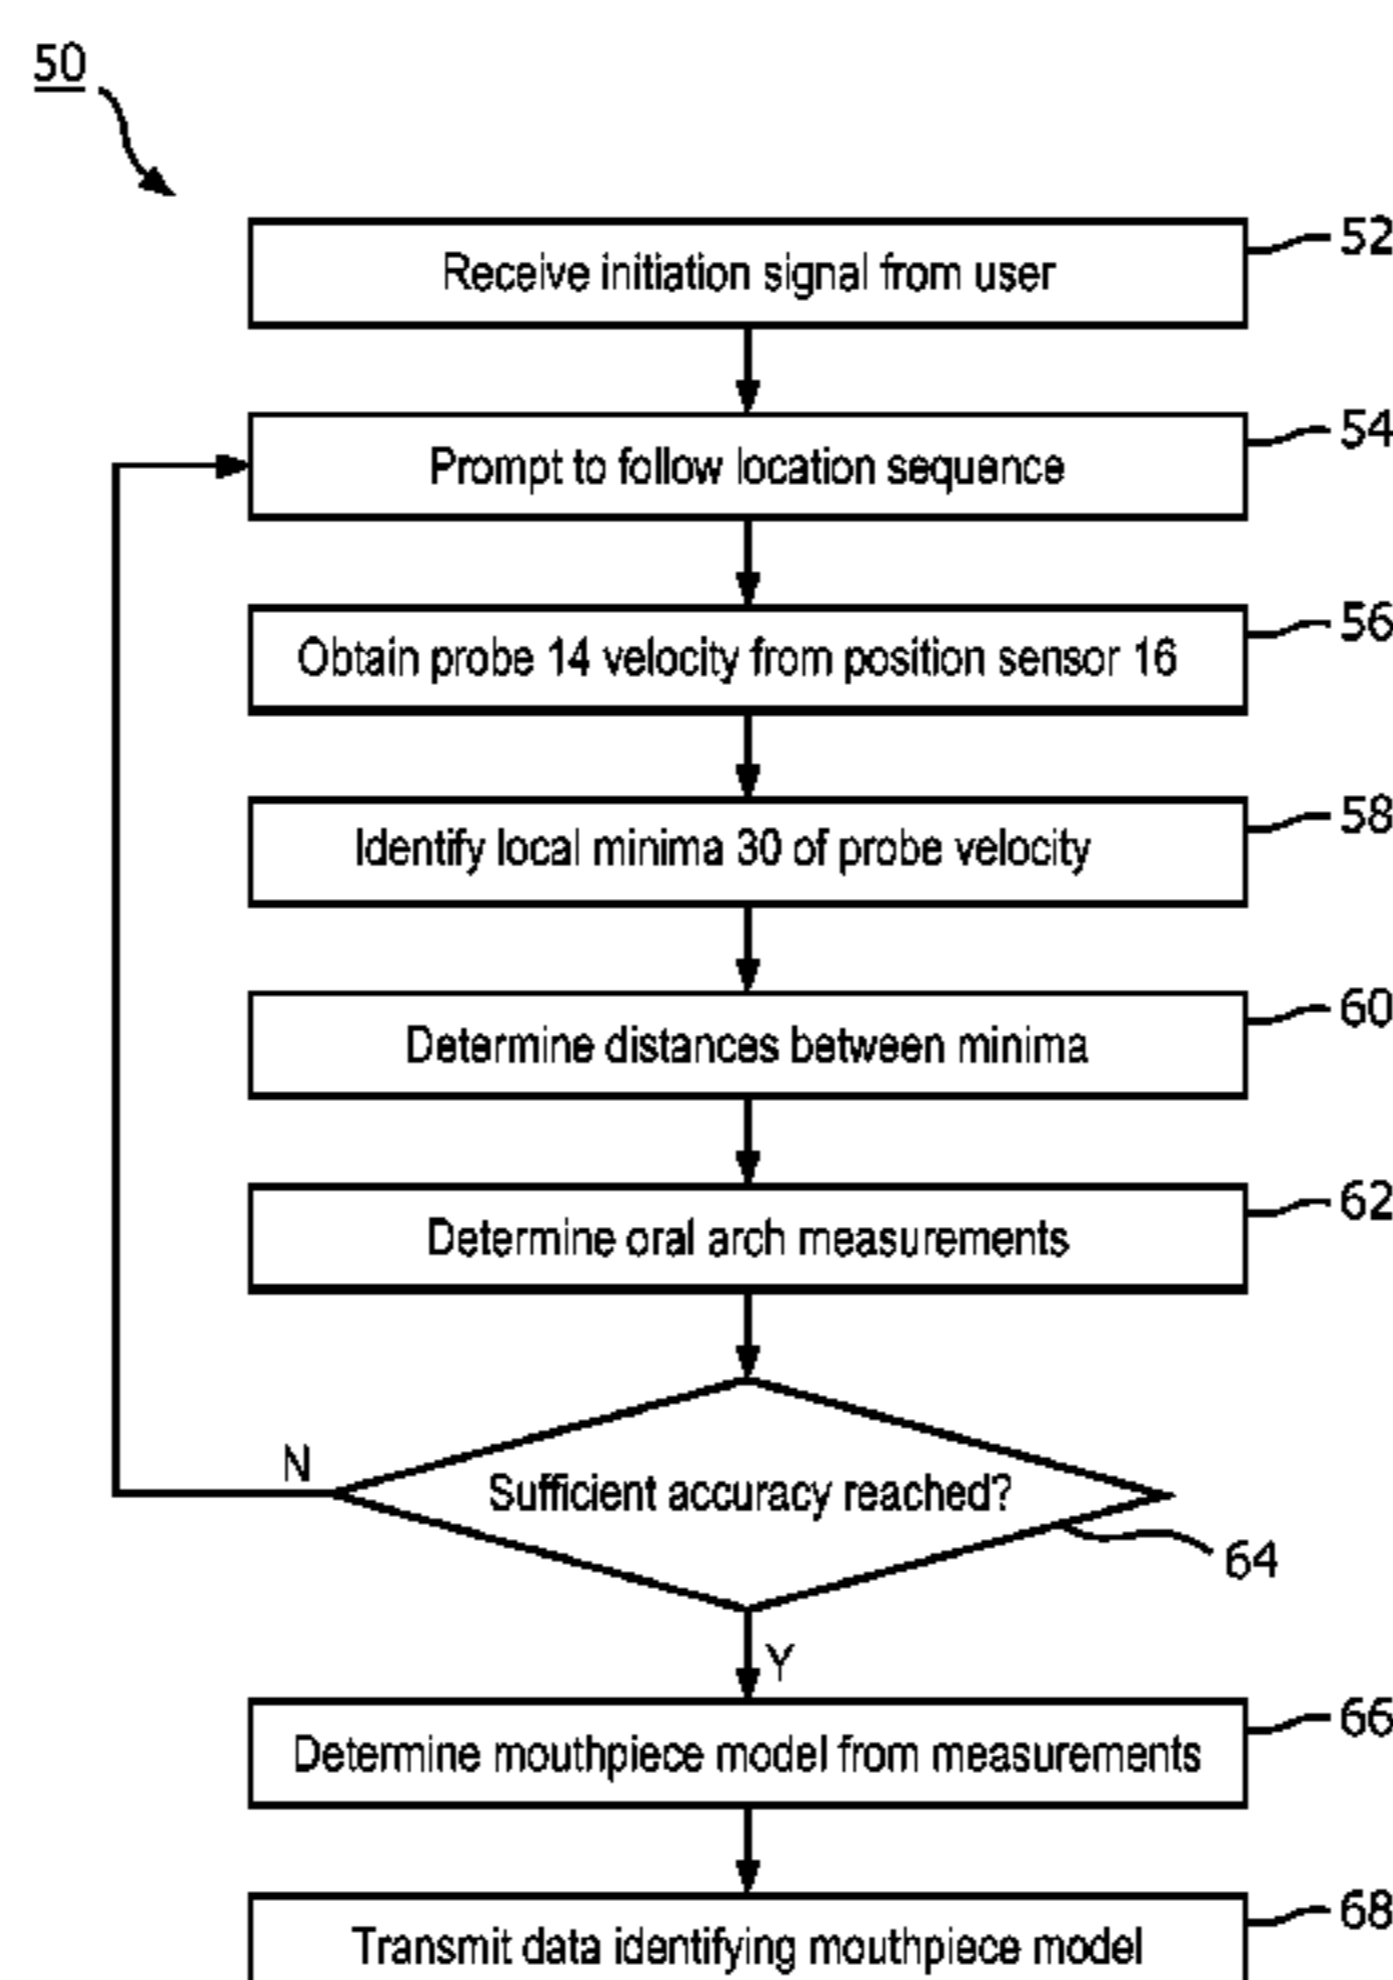 50
Receive initiation signal from user
52
Prompt to follow location sequence
54
Obtain probe 14 velocity from position sensor 16
56
Identify local minima 30 of probe velocity
58
Determine distances between minima
60
Determine oral arch measurements
62
N
Sufficient accuracy reached?
64
Y
Determine mouthpiece model from measurements
66
Transmit data identifying mouthpiece model
68